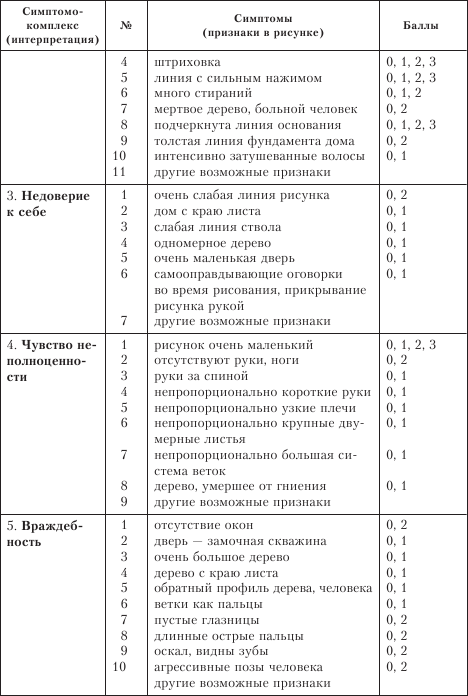 Симптомо-
комплекс
(интерпретация)
№
Симптомы
(признаки в рисунке)
Баллы
4 штриховка 0, 1, 2, 3
5 линия с сильным нажимом 0, 1, 2, 3
6 много стираний 0, 1, 2
7 мертвое дерево, больной человек 0, 2
8 подчеркнута линия основания 0, 1, 2, 3
9 толстая линия фундамента дома 0, 2
10 интенсивно затушеванные волосы 0, 1
11 другие возможные признаки
3. Недоверие 1 очень слабая линия рисунка 0, 2
к себе 2 дом с краю листа 0, 1
3 слабая линия ствола 0, 1
4 одномерное дерево 0, 1
5 очень маленькая дверь 0, 1
6 самооправдывающие оговорки 0, 1
во время рисования, прикрывание
рисунка рукой
7 другие возможные признаки
4. Чувство не- 1 рисунок очень маленький 0, 1, 2, 3
полноценно- 2 отсутствуют руки, ноги 0, 2
сти 3 руки за спиной 0, 1
4 непропорционально короткие руки 0, 1
5 непропорционально узкие плечи 0, 1
6 непропорционально крупные дву- 0, 1
мерные листья
7 непропорционально большая си- 0, 1
стема веток
8 дерево, умершее от гниения 0, 1
9 другие возможные признаки
5. Враждеб- 1 отсутствие окон 0, 2
ность 2 дверь — замочная скважина 0, 1
3 очень большое дерево 0, 1
4 дерево с краю листа 0, 1
5 обратный профиль дерева, человека 0, 1
6 ветки как пальцы 0, 1
7 пустые глазницы 0, 2
8 длинные острые пальцы 0, 2
9 оскал, видны зубы 0, 2
10 агрессивные позы человека 0, 2
другие возможные признаки